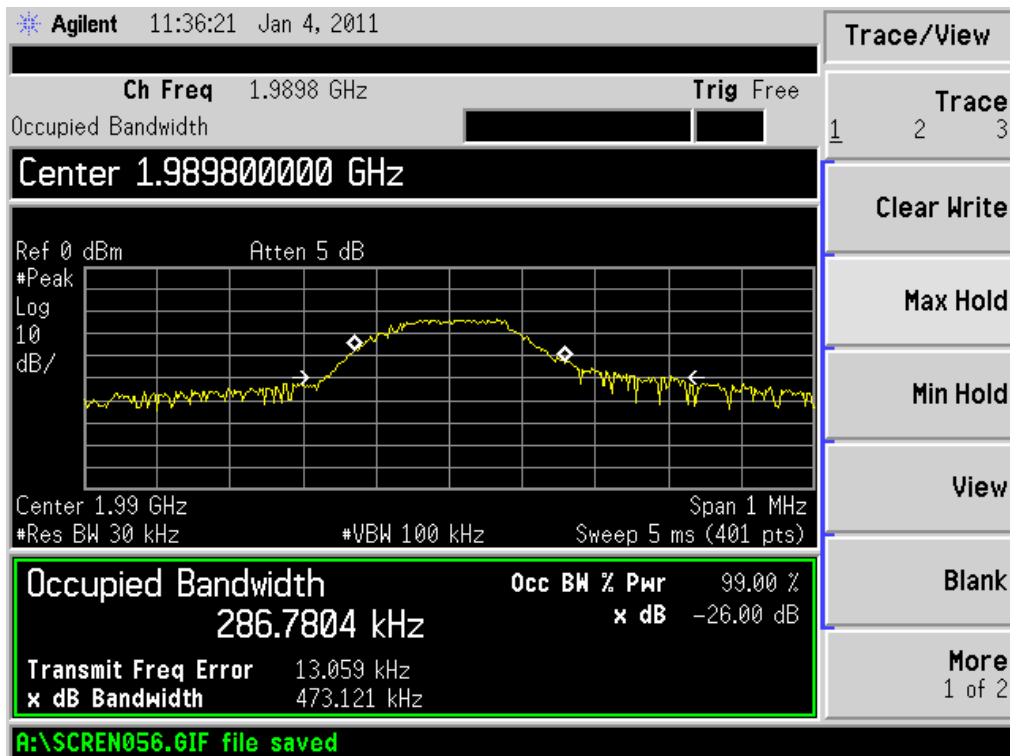 Agilent 11:36:21 Jan 4, 2011
Trace/View
Ch Freq 1.9898 GHz Trig Free
Occupied Bandwidth
Trace
1 2 3
Center 1.989800000 GHz
Clear Write
Ref 0 dBm Atten 5 dB
#Peak
Log
10
dB/
Max Hold
Min Hold
View
Center 1.99 GHz Span 1 MHz
#Res BW 30 kHz #VBW 100 kHz Sweep 5 ms (401 pts)
Occupied Bandwidth
286.7804 kHz
Occ BW % Pwr 99.00 %
x dB -26.00 dB
Transmit Freq Error 13.059 kHz
x dB Bandwidth 473.121 kHz
Blank
More
1 of 2
A:\SCREN056.GIF file saved